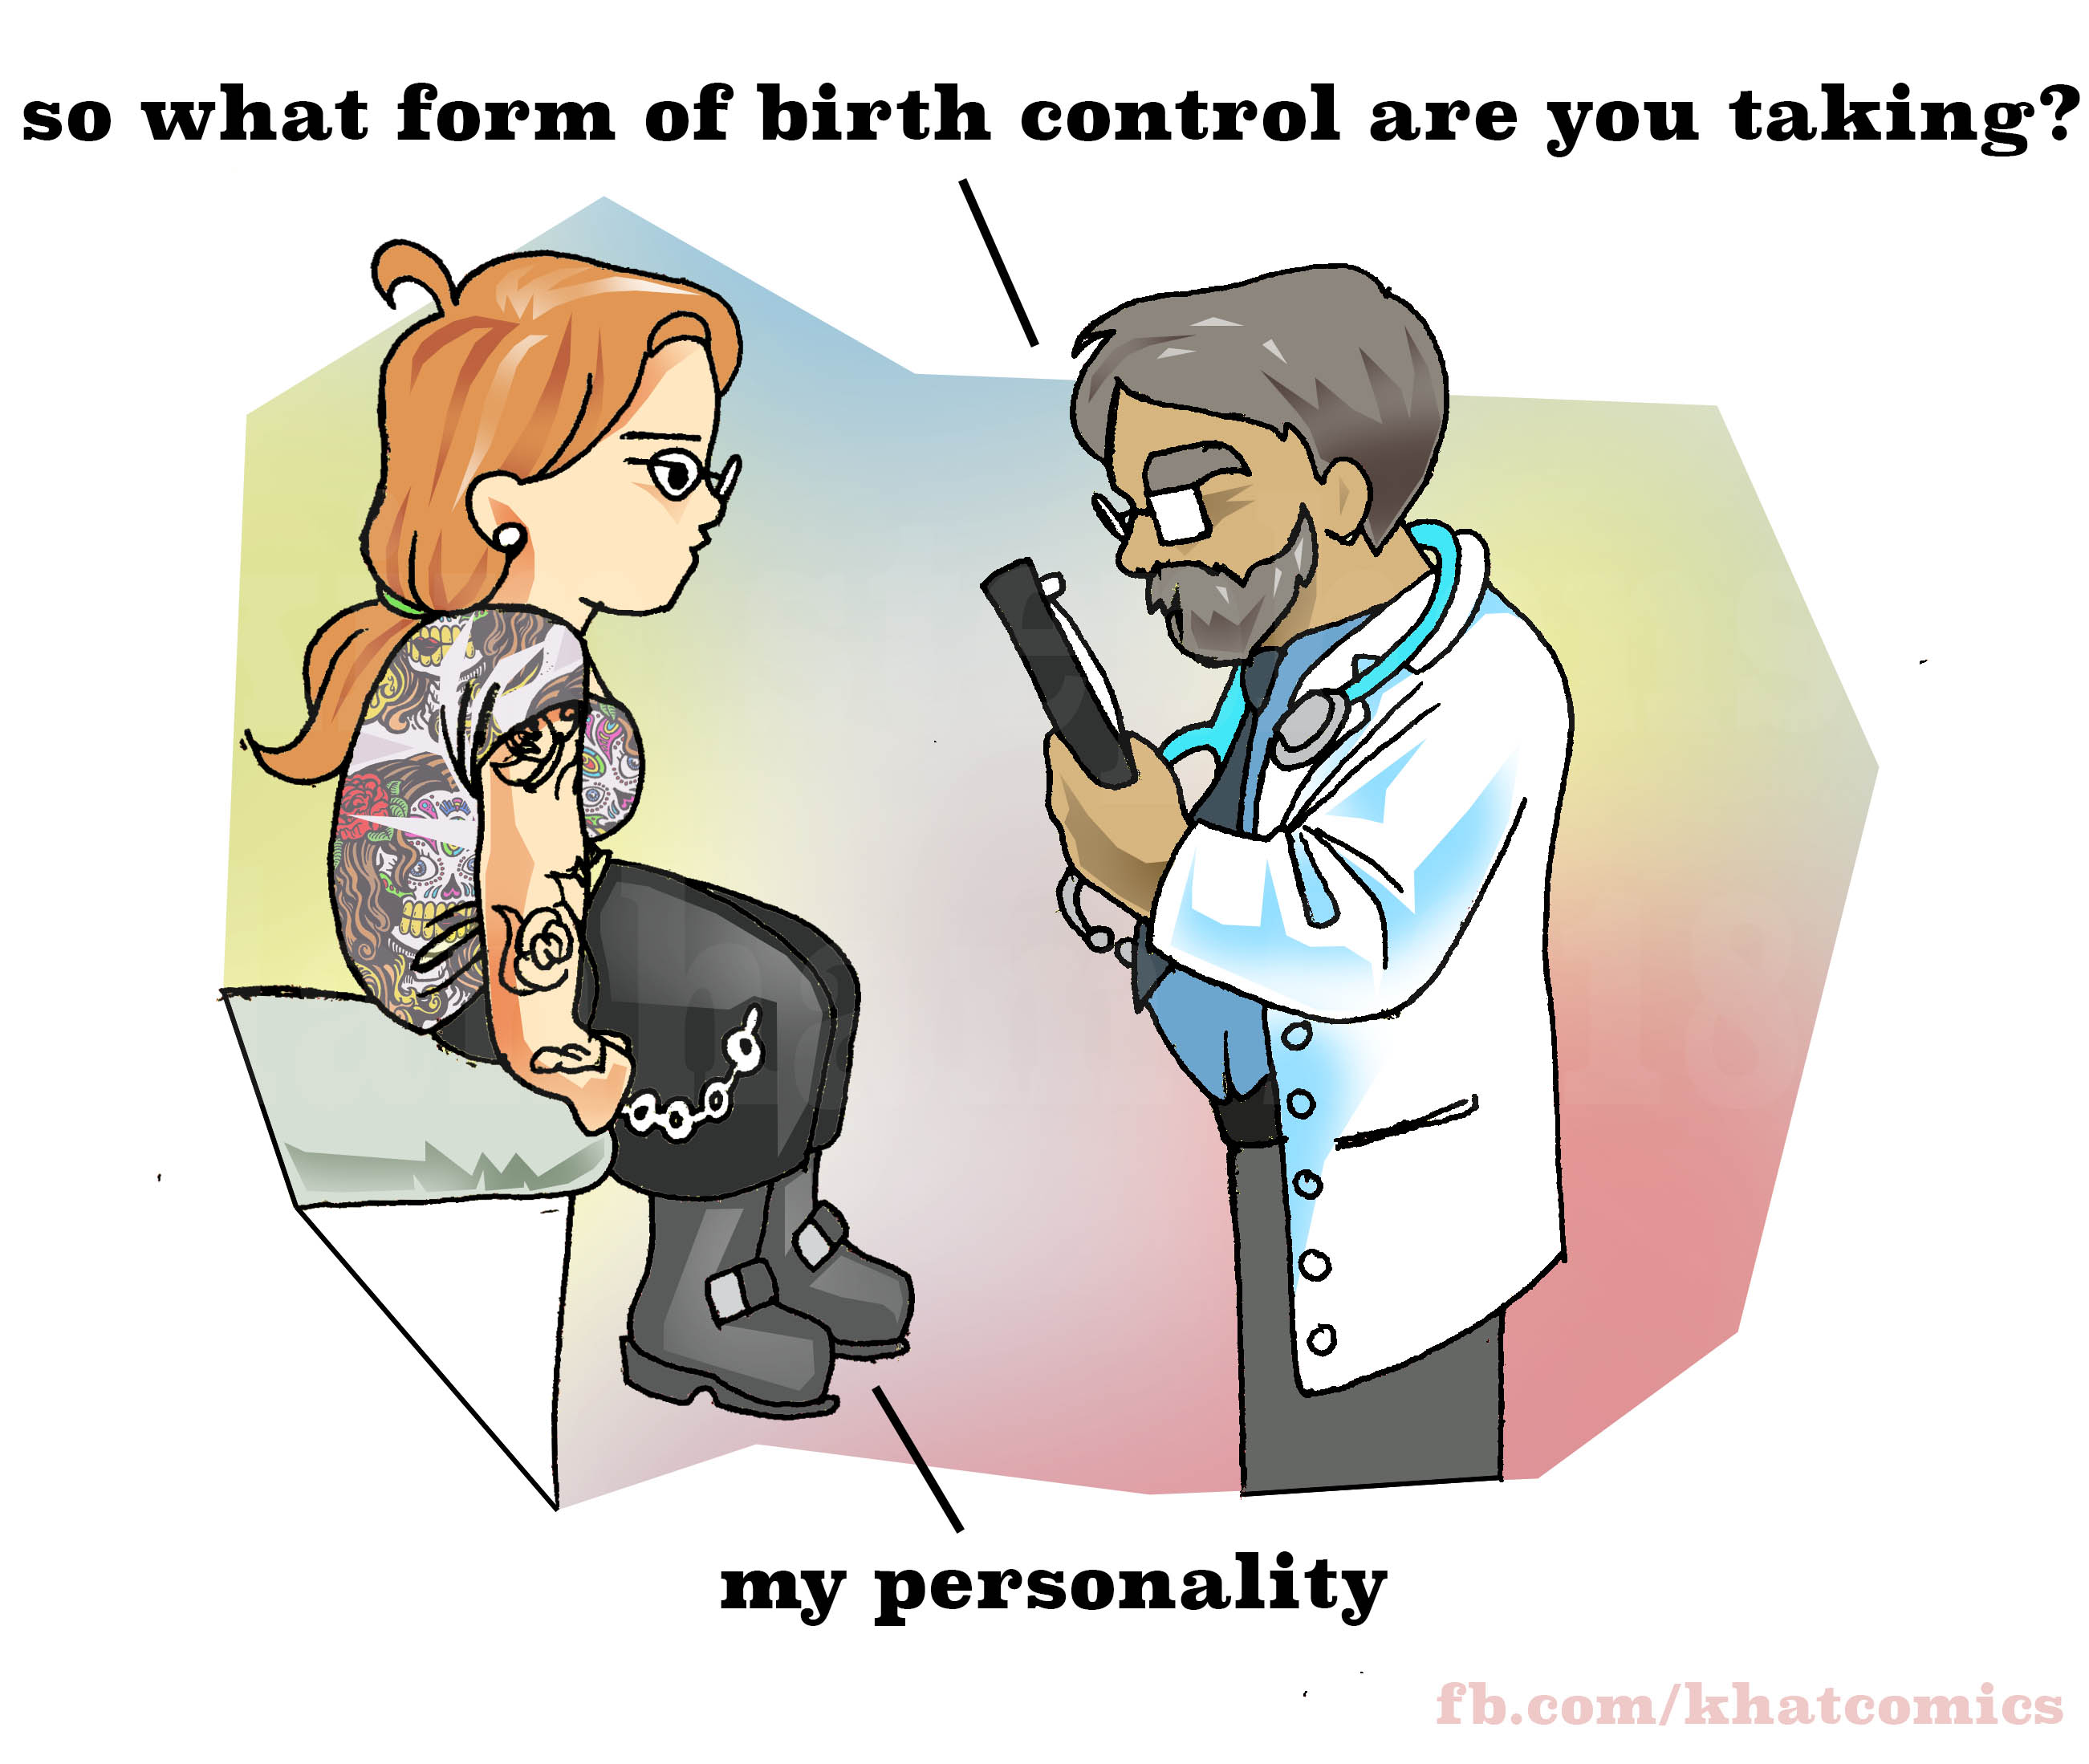 so what form of birth control are you taking?
my personality
fb.com/khatcomics